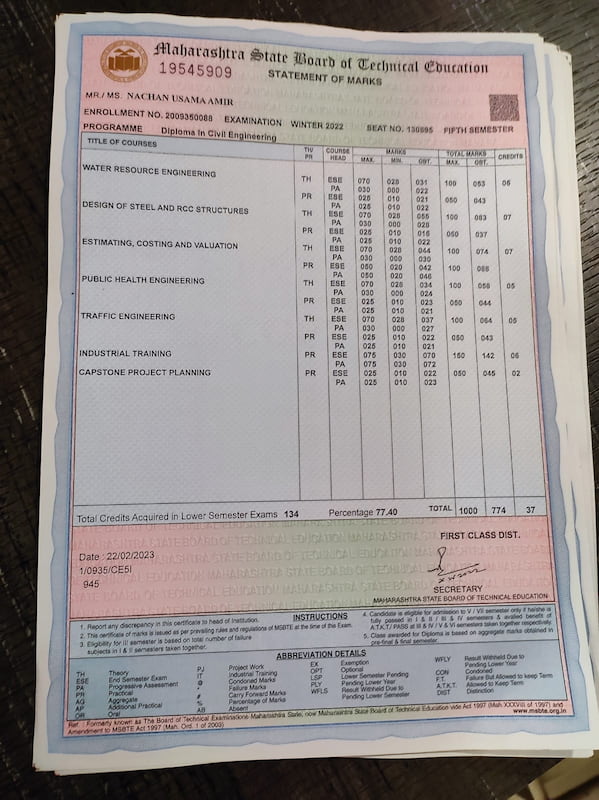 Maharashtra State Board of Technical Education
19545909
STATEMENT OF MARKS
MR./ MS. NACHAN USAMA AMIR
ENROLLMENT NO. 2009350088 EXAMINATION WINTER 2022 SEAT NO. 130695 FIFTH SEMESTER
PROGRAMME Diploma In Civil Engineering
TITLE OF COURSES TH/ PR COURSE HEAD MARKS MAX. MIN. OBT. TOTAL MARKS MAX. OBT. CREDITS
WATER RESOURCE ENGINEERING TH ESE 070 028 031 100 053 05
PA 030 000 022
PR ESE 025 010 021 050 043
PA 025 010 022
DESIGN OF STEEL AND RCC STRUCTURES TH ESE 070 028 055 100 083 07
PA 030 000 028
PR ESE 025 010 015 050 037
PA 025 010 022
ESTIMATING, COSTING AND VALUATION TH ESE 070 028 044 100 074 07
PA 030 000 030
PR ESE 050 020 042 100 088
PA 050 020 046
PUBLIC HEALTH ENGINEERING TH ESE 070 028 034 100 058 05
PA 030 000 024
PR ESE 025 010 023 050 044
PA 025 010 021
TRAFFIC ENGINEERING TH ESE 070 028 037 100 064 05
PA 030 000 027
PR ESE 025 010 022 050 043
PA 025 010 021
INDUSTRIAL TRAINING PR ESE 075 030 070 150 142 06
PA 075 030 072
CAPSTONE PROJECT PLANNING PR ESE 025 010 022 050 045 02
PA 025 010 023
Total Credits Acquired in Lower Semester Exams 134 Percentage 77.40 TOTAL 1000 774 37
FIRST CLASS DIST.
Date : 22/02/2023
1/0935/CE5I
945
SECRETARY
MAHARASHTRA STATE BOARD OF TECHNICAL EDUCATION
INSTRUCTIONS
1. Report any discrepancy in this certificate to head of Institution.
2. This certificate of marks is issued as per prevailing rules and regulations of MSBTE at the time of the Exam.
3. Eligibility for III semester is based on total number of failure subjects in I & II semesters taken together.
4. Candidate is eligible for admission to V / VII semester only if he/she is fully passed in I & II / III & IV semesters & availed benefit of A.T.K.T./ PASS at III & IV / V & VI semesters taken together respectively.
5. Class awarded for Diploma is based on aggregate marks obtained in pre-final & final semester.
ABBREVIATION DETAILS
TH Theory
ESE End Semester Exam
PA Progressive Assessment
PR Practical
AG Aggregate
AP Additional Practical
OR Oral
PJ Project Work
IT Industrial Training
@ Condoned Marks
* Failure Marks
# Carry Forward Marks
% Percentage of Marks
AB Absent
EX Exemption
OPT Optional
LSP Lower Semester Pending
PLY Pending Lower Year
WFLS Result Withheld Due to Pending Lower Semester
WFLY Result Withheld Due to Pending Lower Year
CON Condoned
F.T. Failure But Allowed to Keep Term
A.T.K.T. Allowed to Keep Term
DIST Distinction
Ref : Formerly known as The Board of Technical Examinations Maharashtra State, now Maharashtra State Board of Technical Education vide Act 1997 (Mah. XXXVIII of 1997) and Amendment to MSBTE Act 1997 (Mah. Ord. 1 of 2003)
www.msbte.org.in